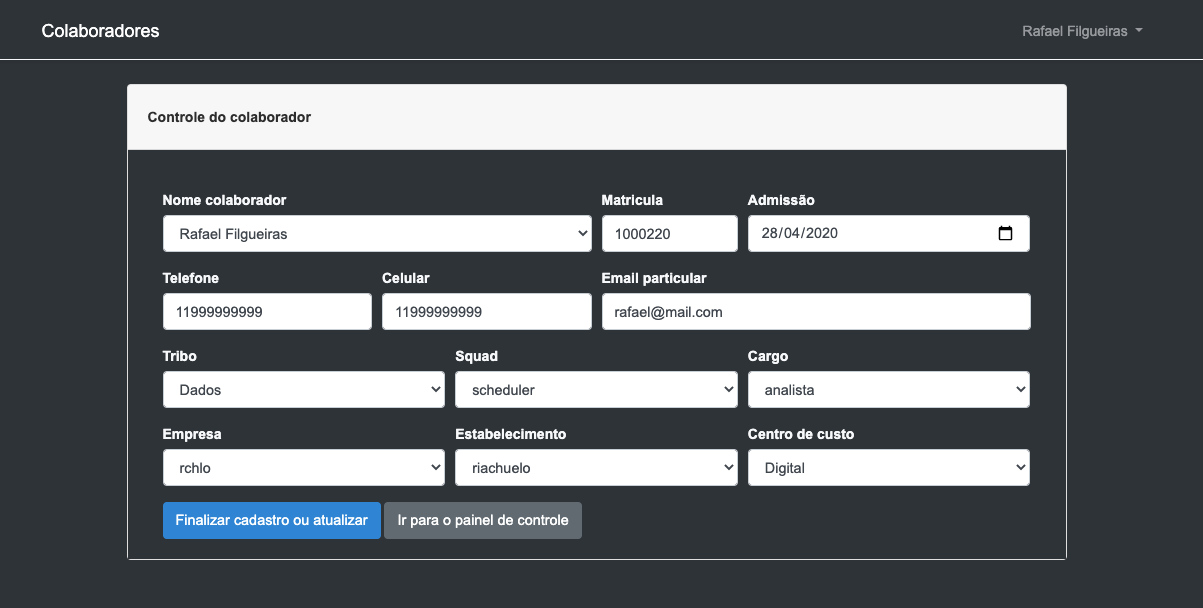 Colaboradores Rafael Filgueiras
Controle do colaborador
Nome colaborador Matricula Admissão
Rafael Filgueiras 1000220 28/04/2020
Telefone Celular Email particular
11999999999 11999999999 rafael@mail.com
Tribo Squad Cargo
Dados scheduler analista
Empresa Estabelecimento Centro de custo
rchlo riachuelo Digital
Finalizar cadastro ou atualizar Ir para o painel de controle